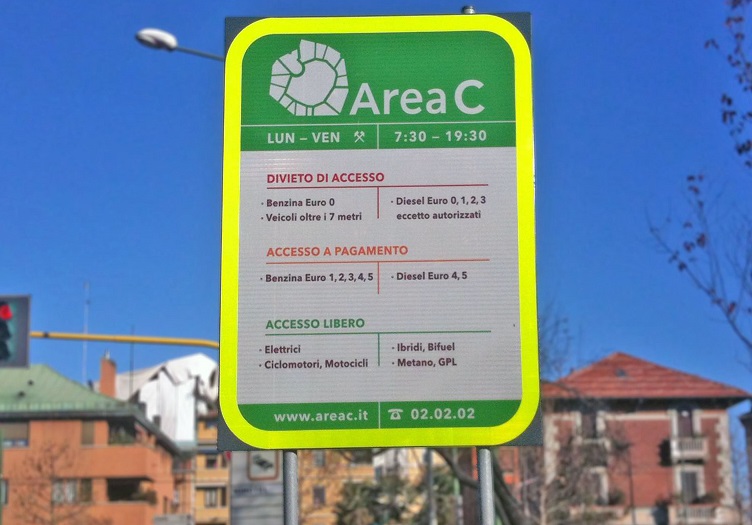 Area C
LUN – VEN ⚒ 7:30 – 19:30
DIVIETO DI ACCESSO
· Benzina Euro 0
· Veicoli oltre i 7 metri
· Diesel Euro 0, 1, 2, 3
eccetto autorizzati
ACCESSO A PAGAMENTO
· Benzina Euro 1, 2, 3, 4, 5
· Diesel Euro 4, 5
ACCESSO LIBERO
· Elettrici
· Ciclomotori, Motocicli
· Ibridi, Bifuel
· Metano, GPL
www.areac.it ☎ 02.02.02